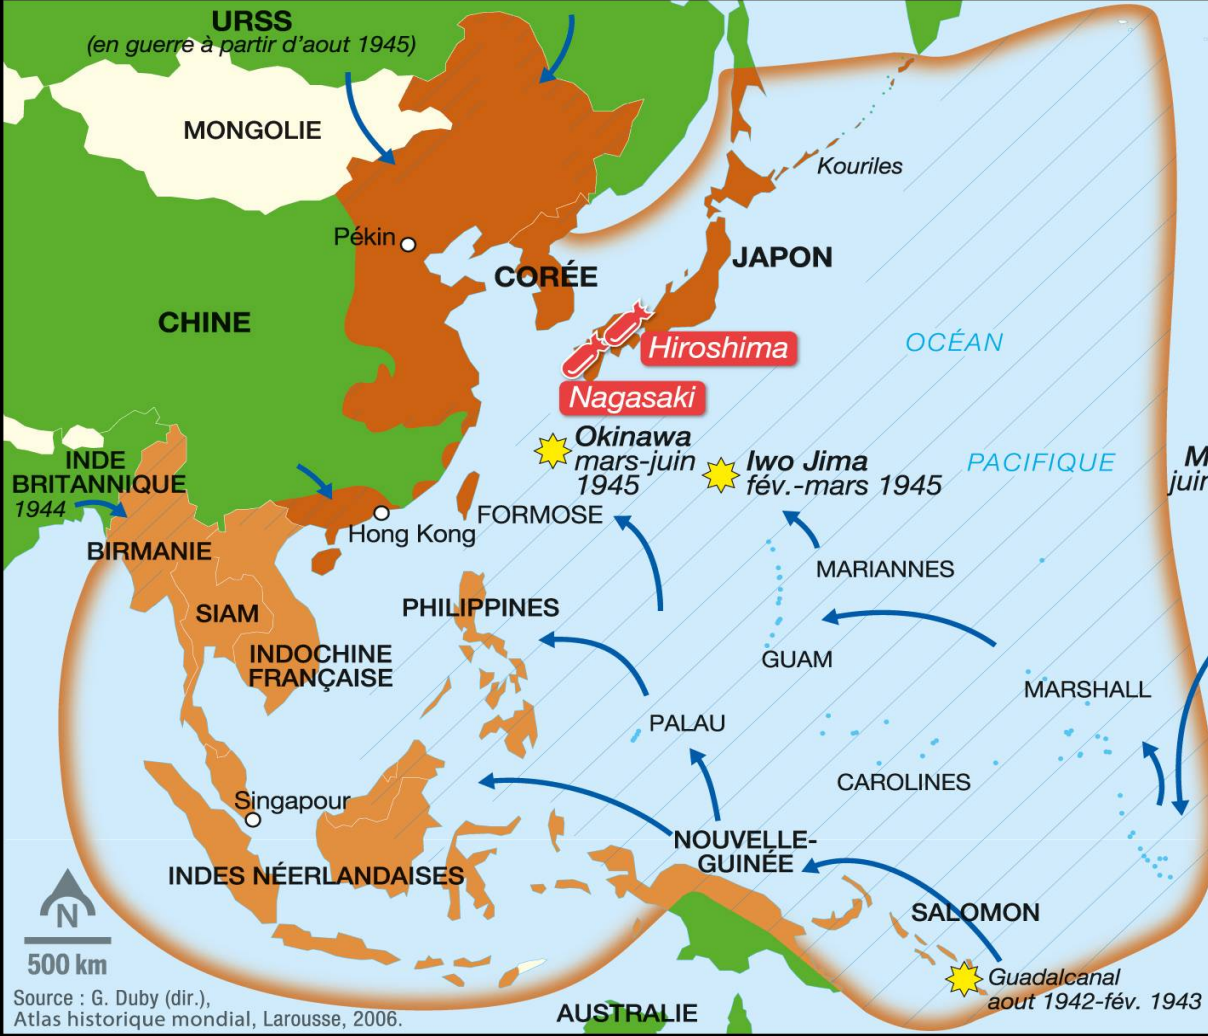 URSS
(en guerre à partir d'aout 1945)
MONGOLIE
Kouriles
Pékin
JAPON
CORÉE
CHINE
OCÉAN
Hiroshima
Nagasaki
Okinawa
mars-juin
1945
Iwo Jima
fév.-mars 1945
PACIFIQUE
M
juin
INDE
BRITANNIQUE
1944
FORMOSE
Hong Kong
BIRMANIE
MARIANNES
SIAM
PHILIPPINES
INDOCHINE
FRANÇAISE
GUAM
MARSHALL
PALAU
CAROLINES
Singapour
NOUVELLE-
GUINÉE
INDES NÉERLANDAISES
SALOMON
N
500 km
Guadalcanal
aout 1942-fév. 1943
Source : G. Duby (dir.),
Atlas historique mondial, Larousse, 2006.
AUSTRALIE